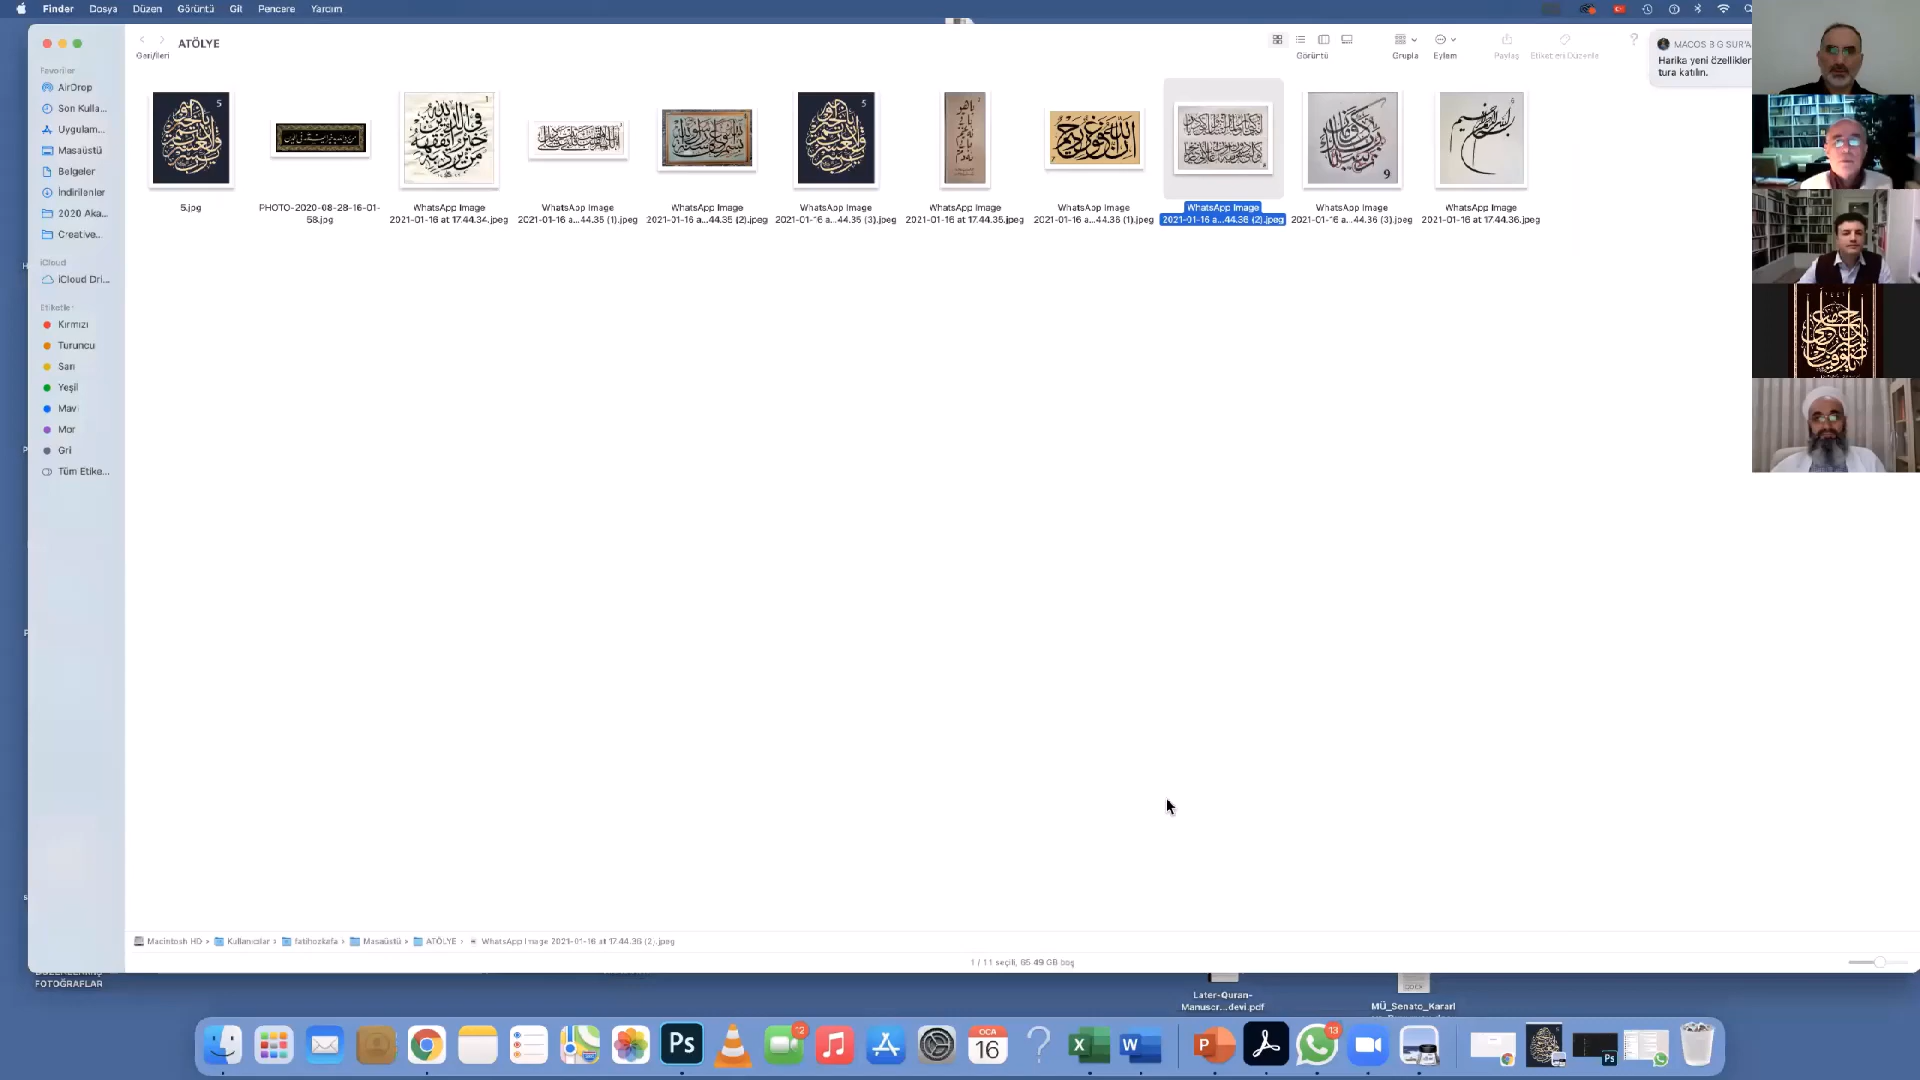 Finder Dosya Düzen Görüntü Git Pencere Yardım
ATÖLYE
Geri/İleri
Görüntü
Grupla
Eylem
Paylaş
Etiketleri Düzenle
MACOS B G SUR'A
Harika yeni özellikler
tura katılın.
Favoriler
AirDrop
Son Kulla...
Uygulam...
Masaüstü
Belgeler
İndirilenler
2020 Aka...
Creative...
iCloud
iCloud Dri...
Etiketler
Kırmızı
Turuncu
Sarı
Yeşil
Mavi
Mor
Gri
Tüm Etike...
5.jpg
PHOTO-2020-08-28-16-01-
58.jpg
WhatsApp Image
2021-01-16 at 17.44.34.jpeg
WhatsApp Image
2021-01-16 a...44.35 (1).jpeg
WhatsApp Image
2021-01-16 a...44.35 (2).jpeg
WhatsApp Image
2021-01-16 a...44.35 (3).jpeg
WhatsApp Image
2021-01-16 at 17.44.35.jpeg
WhatsApp Image
2021-01-16 a...44.36 (1).jpeg
WhatsApp Image
2021-01-16 a...44.36 (2).jpeg
WhatsApp Image
2021-01-16 a...44.36 (3).jpeg
WhatsApp Image
2021-01-16 at 17.44.36.jpeg
Macintosh HD › Kullanıcılar › fatihozkafa › Masaüstü › ATÖLYE › WhatsApp Image 2021-01-16 at 17.44.36 (2).jpeg
1 / 11 seçili, 65,49 GB boş
FOTOĞRAFLAR
Later-Quran-
Manuscr...devi.pdf
MÜ_Senato_Kararl
Ps
12
OCA
16
X
W
P
13